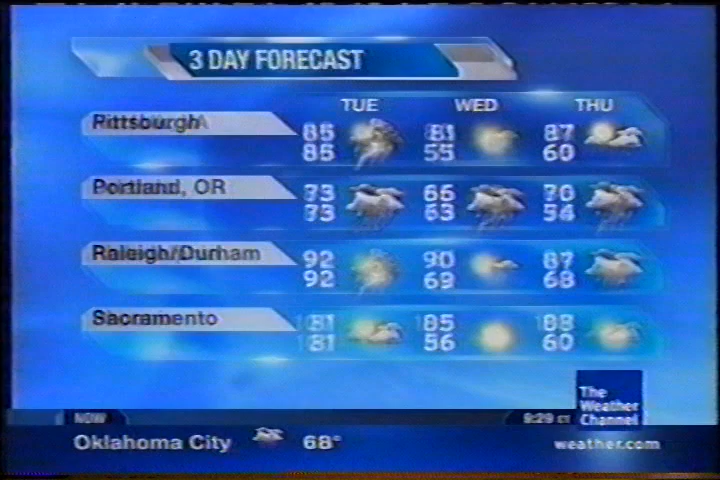 3 DAY FORECAST
TUE WED THU
Pittsburgh
85 81 87
85 55 60
Portland, OR
73 66 70
73 63 54
Raleigh/Durham
92 90 87
92 69 68
Sacramento
81 85 88
81 56 60
The
Weather
Channel
NOW 9:29 ET
Oklahoma City 68° weather.com